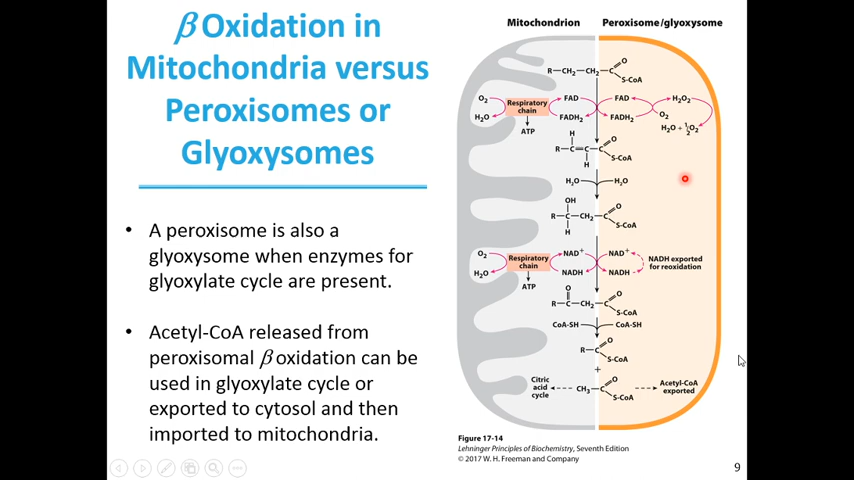 β Oxidation in
Mitochondria versus
Peroxisomes or
Glyoxysomes
• A peroxisome is also a
glyoxysome when enzymes for
glyoxylate cycle are present.
• Acetyl-CoA released from
peroxisomal β oxidation can be
used in glyoxylate cycle or
exported to cytosol and then
imported to mitochondria.
Mitochondrion Peroxisome/glyoxysome
R—CH₂—CH₂—C
O
S-CoA
O₂
H₂O
Respiratory
chain
ATP
FAD
FADH₂
FAD
FADH₂
H₂O₂
O₂
H₂O + ½O₂
H
R—C=C—C
H
O
S-CoA
H₂O
H₂O
OH
R—C—CH₂—C
H
O
S-CoA
O₂
H₂O
Respiratory
chain
ATP
NAD⁺
NADH
NAD⁺
NADH
NADH exported
for reoxidation
O
R—C—CH₂—C
O
S-CoA
CoA-SH
CoA-SH
R—C
O
S-CoA
+
Citric
acid
cycle
CH₃—C
O
S-CoA
Acetyl-CoA
exported
Figure 17-14
Lehninger Principles of Biochemistry, Seventh Edition
© 2017 W. H. Freeman and Company
9